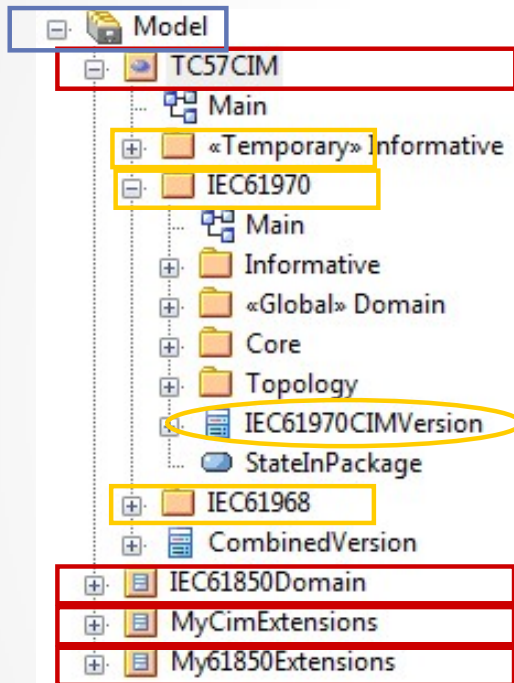 Model
TC57CIM
Main
«Temporary» Informative
IEC61970
Main
Informative
«Global» Domain
Core
Topology
IEC61970CIMVersion
StateInPackage
IEC61968
CombinedVersion
IEC61850Domain
MyCimExtensions
My61850Extensions